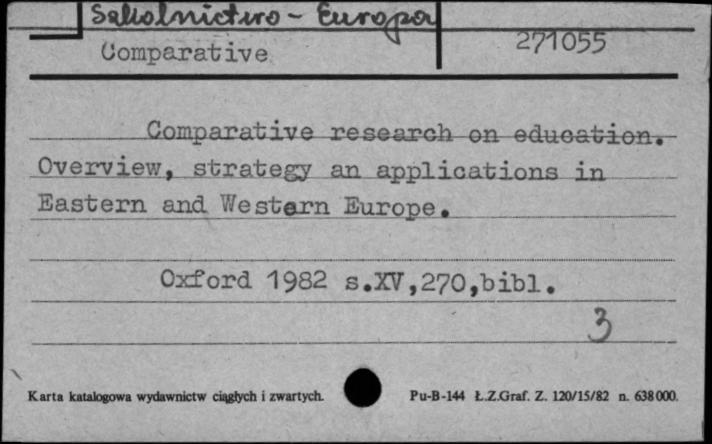 Szkolnictwo - Europa
Comparative
271055
Comparative research on education.
Overview, strategy an applications in
Eastern and Western Europe.
Oxford 1982 s.XV,270,bibl.
3
Karta katalogowa wydawnictw ciągłych i zwartych.
Pu-B-144 Ł.Z.Graf. Z. 120/15/82 n. 638000.